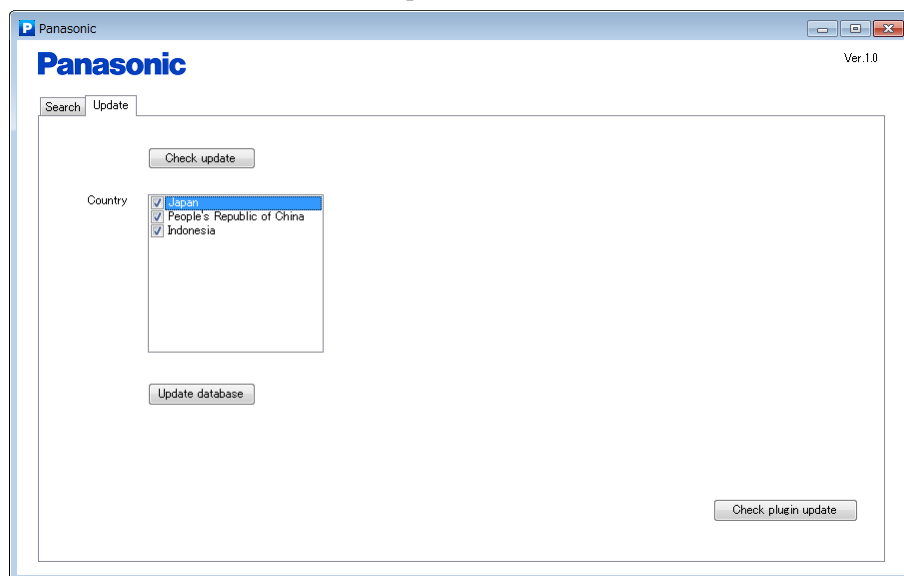 P Panasonic
Panasonic
Ver.1.0
Search Update
Check update
Country
Japan
People's Republic of China
Indonesia
Update database
Check plugin update